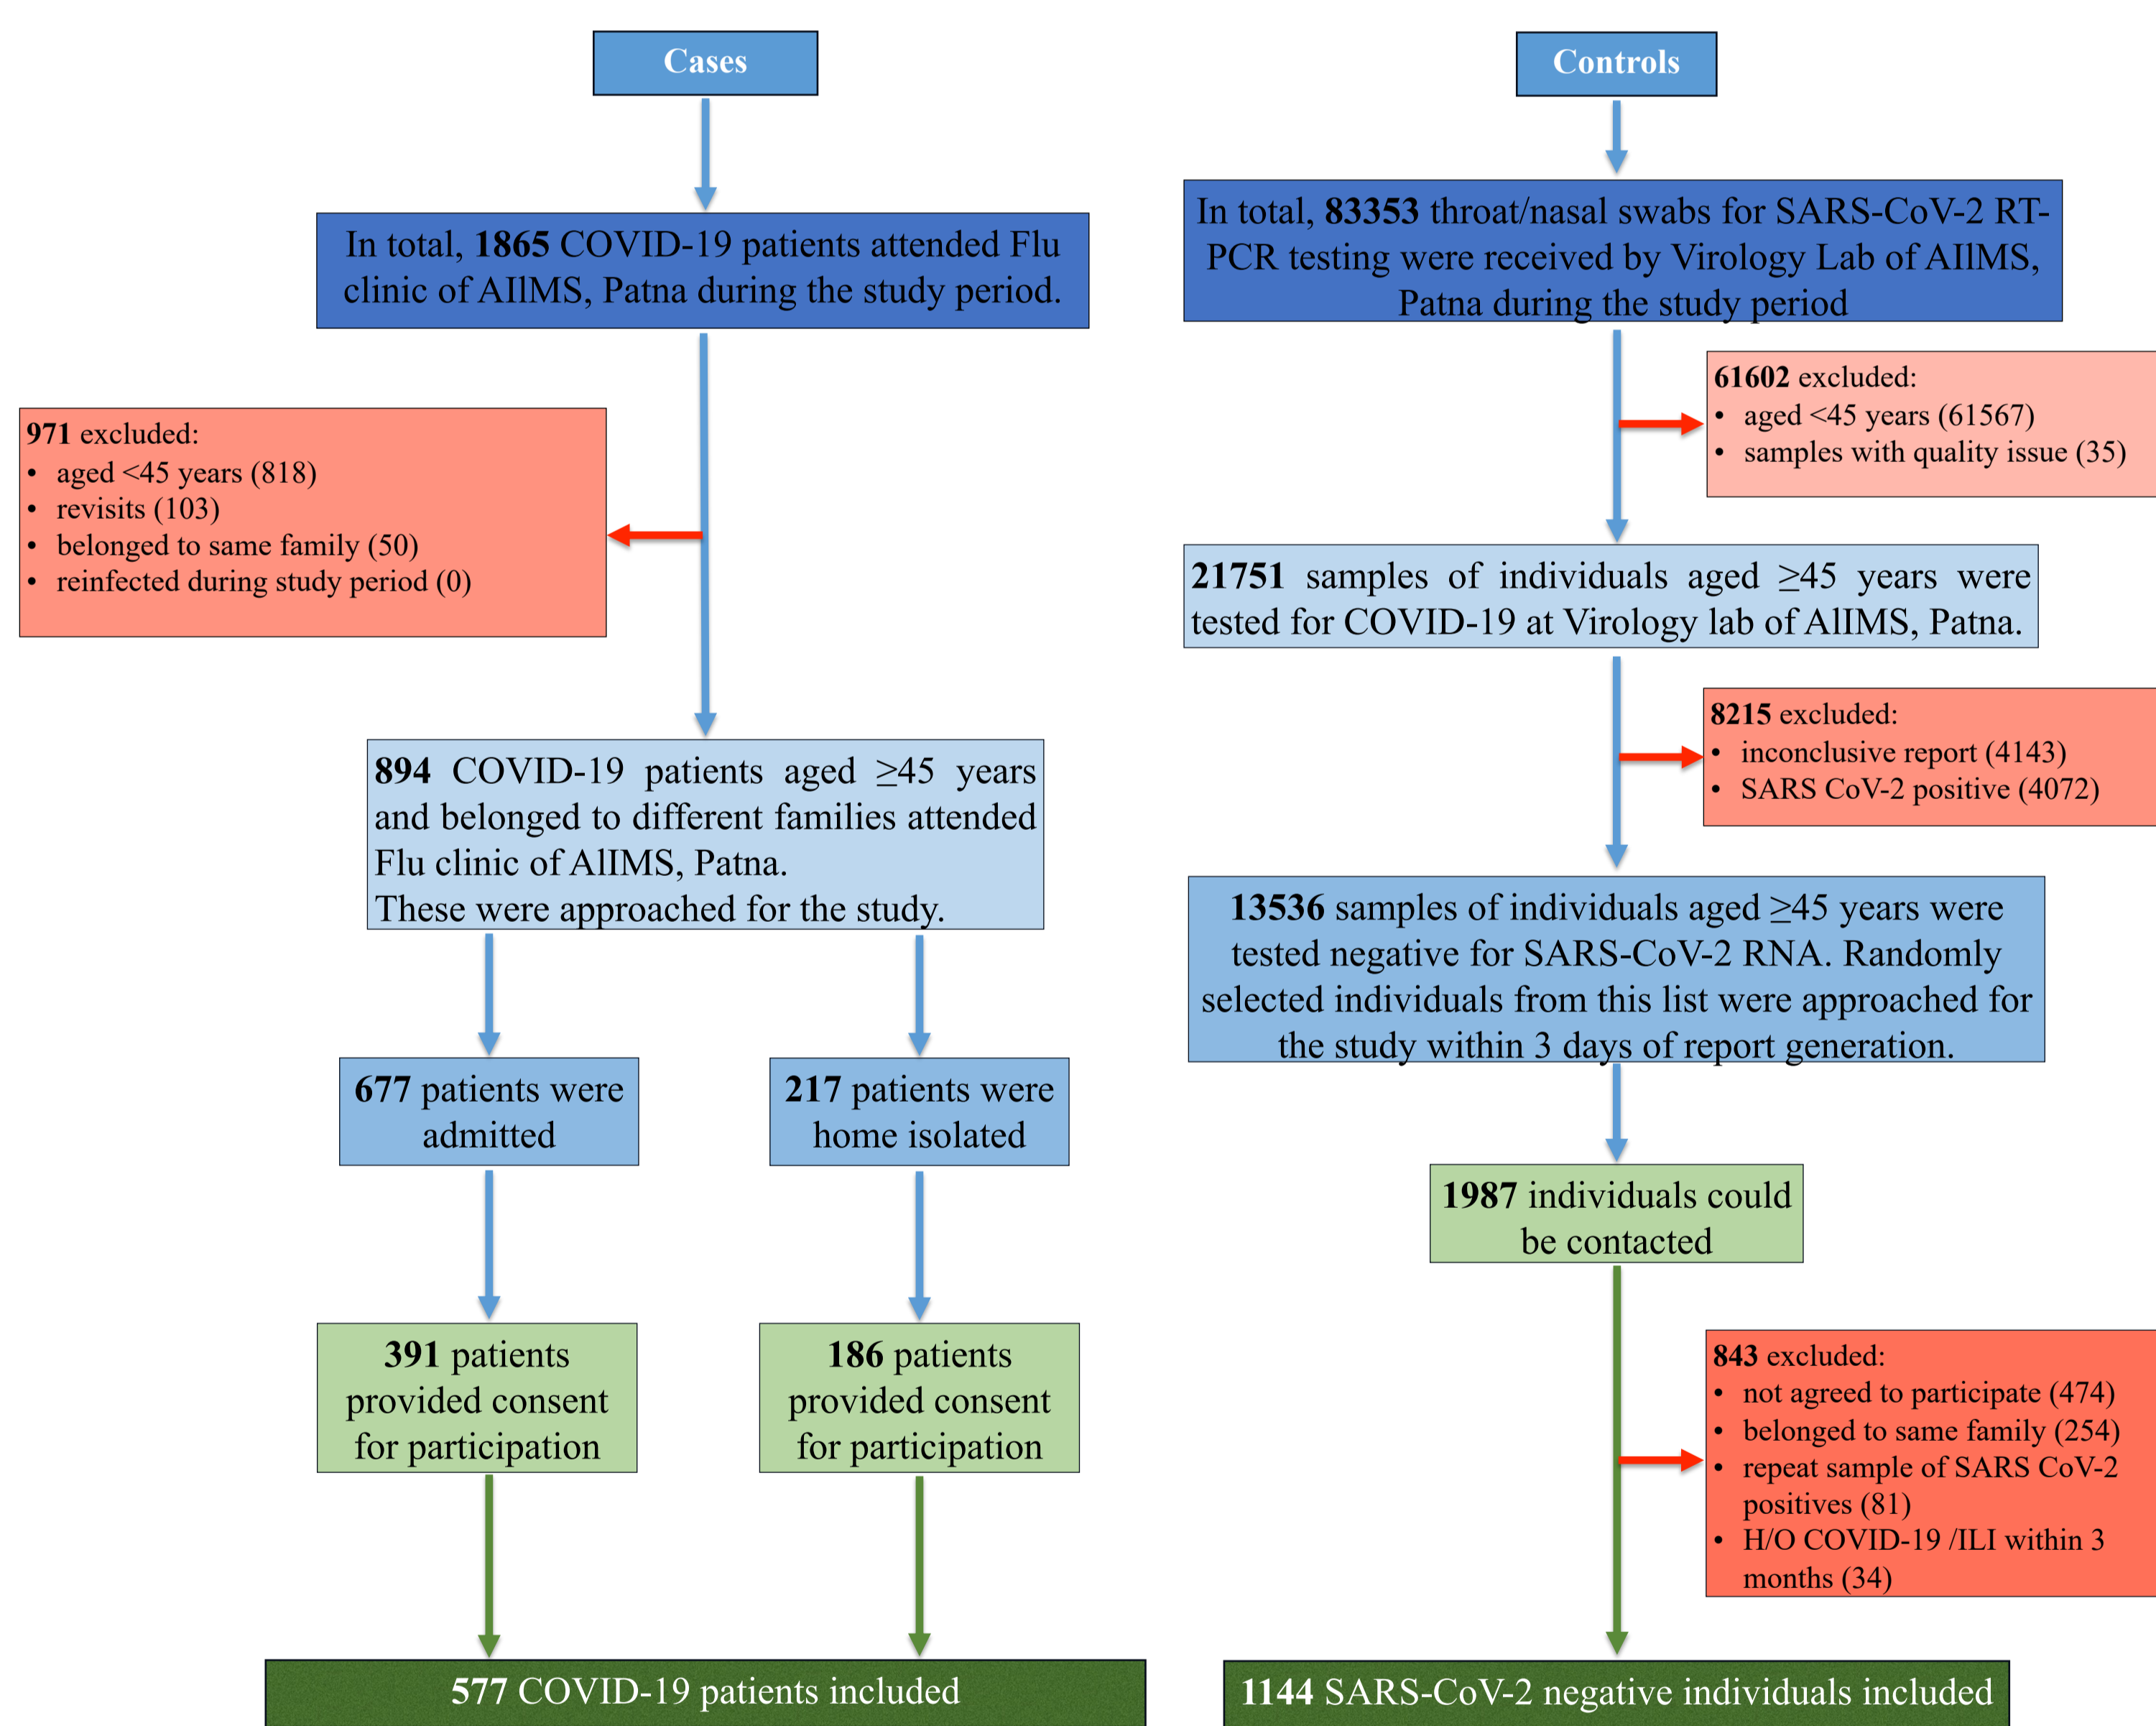 Cases
In total, 1865 COVID-19 patients attended Flu
clinic of AIlMS, Patna during the study period.
971 excluded:
• aged <45 years (818)
• revisits (103)
• belonged to same family (50)
• reinfected during study period (0)
894 COVID-19 patients aged ≥45 years
and belonged to different families attended
Flu clinic of AlIMS, Patna.
These were approached for the study.
677 patients were
admitted
217 patients were
home isolated
391 patients
provided consent
for participation
186 patients
provided consent
for participation
577 COVID-19 patients included
Controls
In total, 83353 throat/nasal swabs for SARS-CoV-2 RT-
PCR testing were received by Virology Lab of AIlMS,
Patna during the study period
61602 excluded:
• aged <45 years (61567)
• samples with quality issue (35)
21751 samples of individuals aged ≥45 years were
tested for COVID-19 at Virology lab of AlIMS, Patna.
8215 excluded:
• inconclusive report (4143)
• SARS CoV-2 positive (4072)
13536 samples of individuals aged ≥45 years were
tested negative for SARS-CoV-2 RNA. Randomly
selected individuals from this list were approached for
the study within 3 days of report generation.
1987 individuals could
be contacted
843 excluded:
• not agreed to participate (474)
• belonged to same family (254)
• repeat sample of SARS CoV-2
positives (81)
• H/O COVID-19 /ILI within 3
months (34)
1144 SARS-CoV-2 negative individuals included